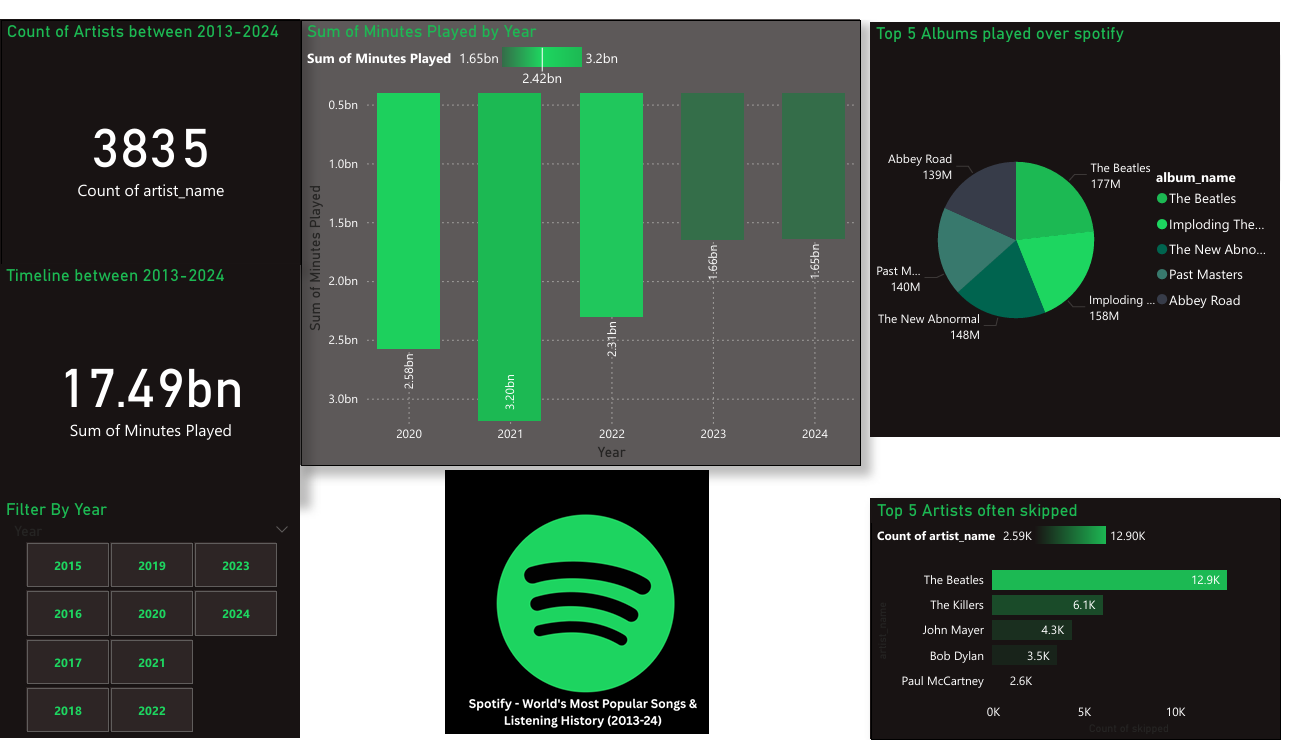 Count of Artists between 2013-2024
3835
Count of artist_name
Timeline between 2013-2024
17.49bn
Sum of Minutes Played
Filter By Year
Year
2015 2019 2023
2016 2020 2024
2017 2021
2018 2022
Sum of Minutes Played by Year
Sum of Minutes Played 1.65bn 3.2bn
2.42bn
Sum of Minutes Played
0.5bn
1.0bn
1.5bn
2.0bn
2.5bn
3.0bn
2.58bn
3.20bn
2.31bn
1.66bn
1.65bn
2020 2021 2022 2023 2024
Year
Spotify - World's Most Popular Songs &
Listening History (2013-24)
Top 5 Albums played over spotify
Abbey Road
139M
The Beatles
177M
Past M...
140M
Imploding ...
158M
The New Abnormal
148M
album_name
The Beatles
Imploding The...
The New Abno...
Past Masters
Abbey Road
Top 5 Artists often skipped
Count of artist_name 2.59K 12.90K
artist_name
The Beatles 12.9K
The Killers 6.1K
John Mayer 4.3K
Bob Dylan 3.5K
Paul McCartney 2.6K
0K 5K 10K
Count of skipped